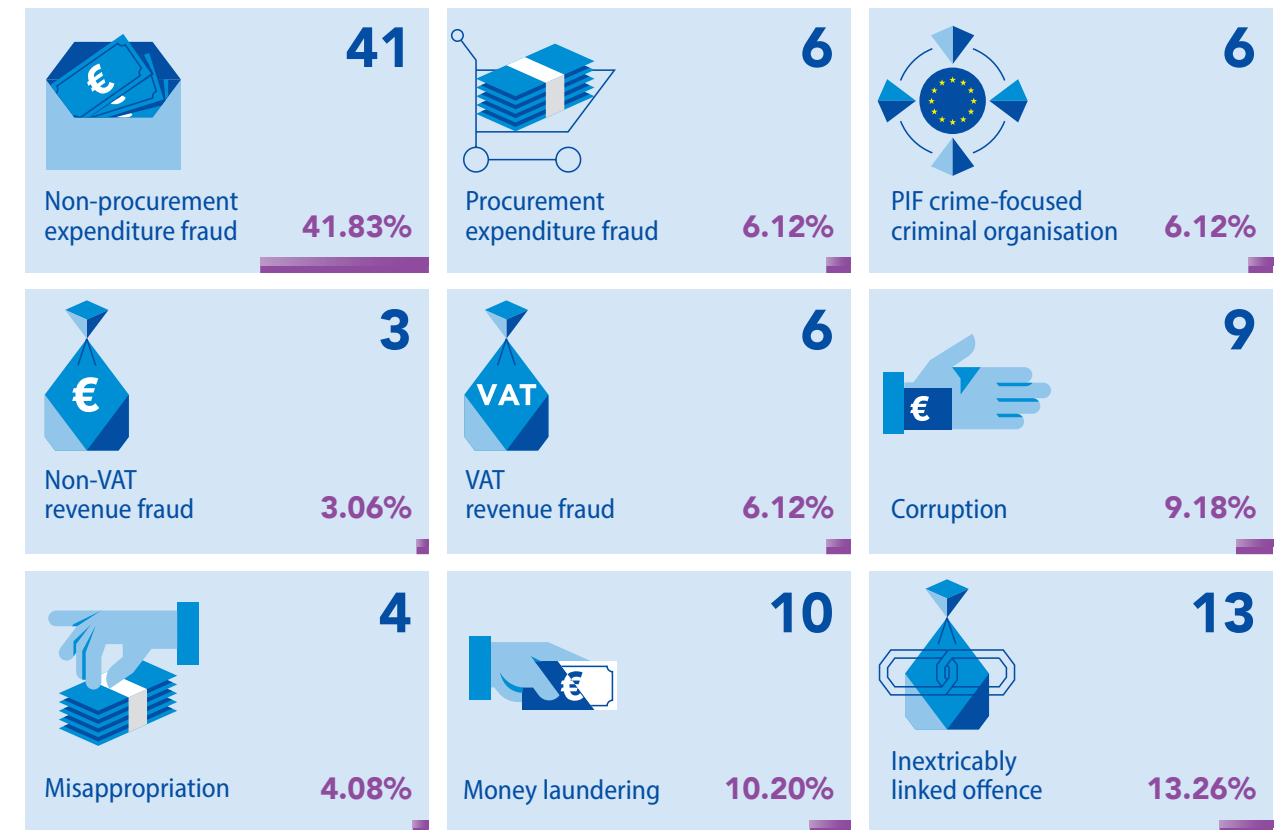 41
€
Non-procurement
expenditure fraud
41.83%
6
Procurement
expenditure fraud
6.12%
6
PIF crime-focused
criminal organisation
6.12%
3
€
Non-VAT
revenue fraud
3.06%
6
VAT
VAT
revenue fraud
6.12%
9
€
Corruption
9.18%
4
Misappropriation
4.08%
10
€
Money laundering
10.20%
13
Inextricably
linked offence
13.26%